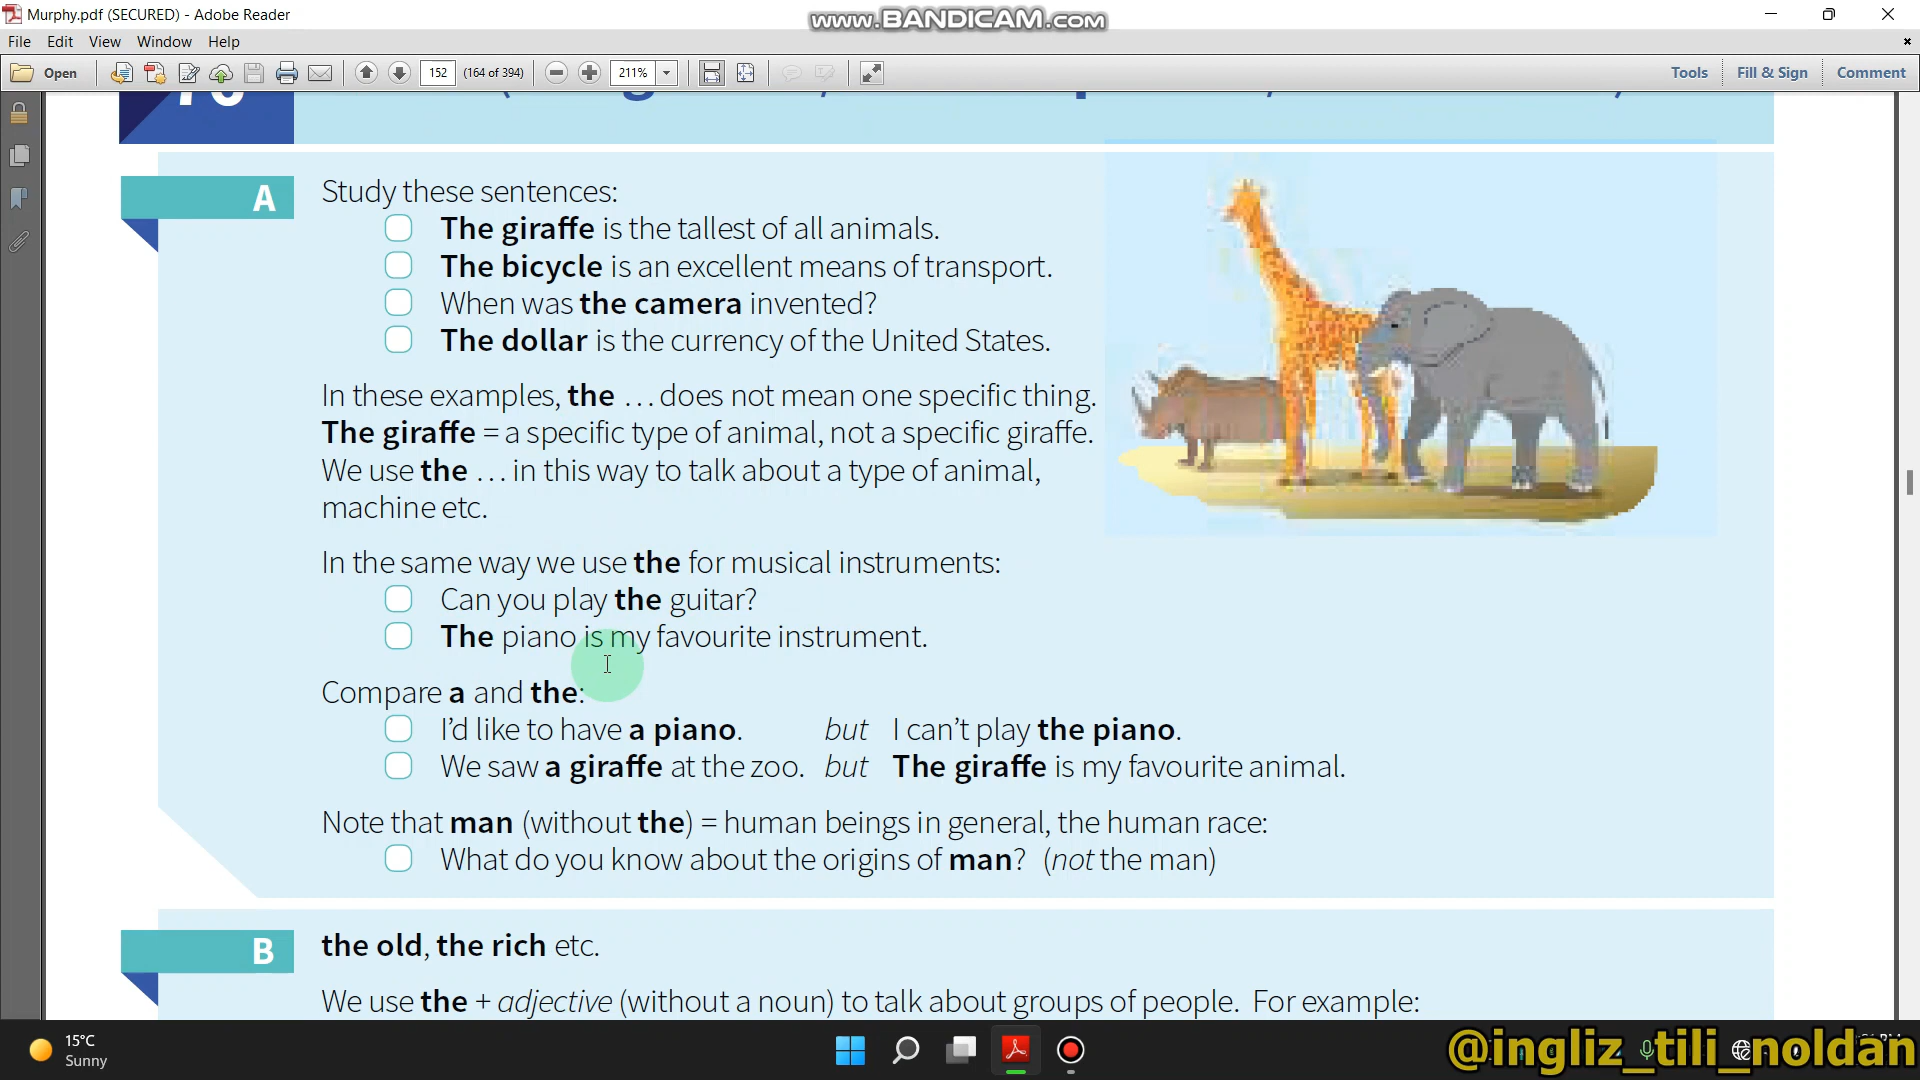 Murphy.pdf (SECURED) - Adobe Reader
www.BANDICAM.com
File Edit View Window Help
Open 152 (164 of 394) 211% Tools Fill & Sign Comment
A
Study these sentences:
The giraffe is the tallest of all animals.
The bicycle is an excellent means of transport.
When was the camera invented?
The dollar is the currency of the United States.
In these examples, the … does not mean one specific thing.
The giraffe = a specific type of animal, not a specific giraffe.
We use the … in this way to talk about a type of animal,
machine etc.
In the same way we use the for musical instruments:
Can you play the guitar?
The piano is my favourite instrument.
Compare a and the:
I’d like to have a piano. but I can’t play the piano.
We saw a giraffe at the zoo. but The giraffe is my favourite animal.
Note that man (without the) = human beings in general, the human race:
What do you know about the origins of man? (not the man)
B
the old, the rich etc.
We use the + adjective (without a noun) to talk about groups of people. For example:
15°C
Sunny
@ingliz_tili_noldan